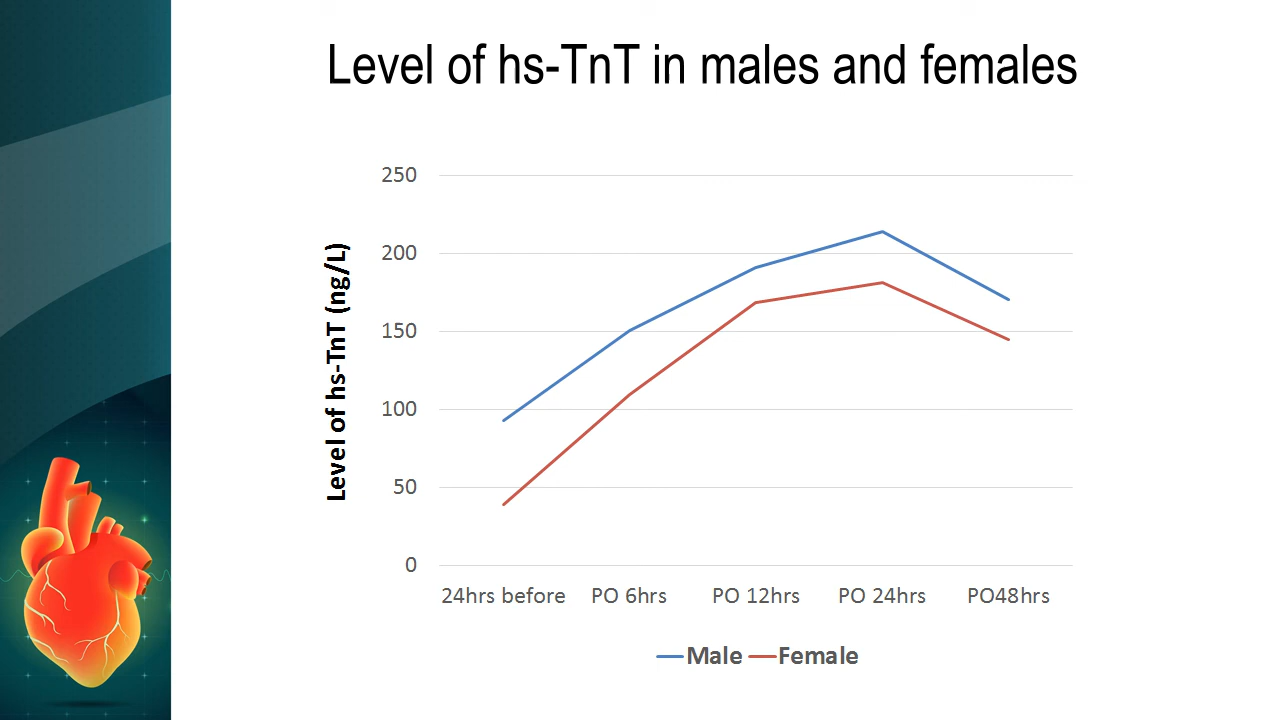 Level of hs-TnT in males and females
Level of hs-TnT (ng/L)
250
200
150
100
50
0
24hrs before PO 6hrs PO 12hrs PO 24hrs PO48hrs
Male Female